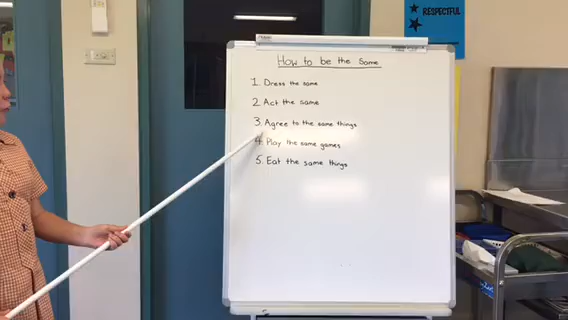 RESPECTFUL
How to be the Same
1. Dress the same
2. Act the same
3. Agree to the same things
4. Play the same games
5. Eat the same things